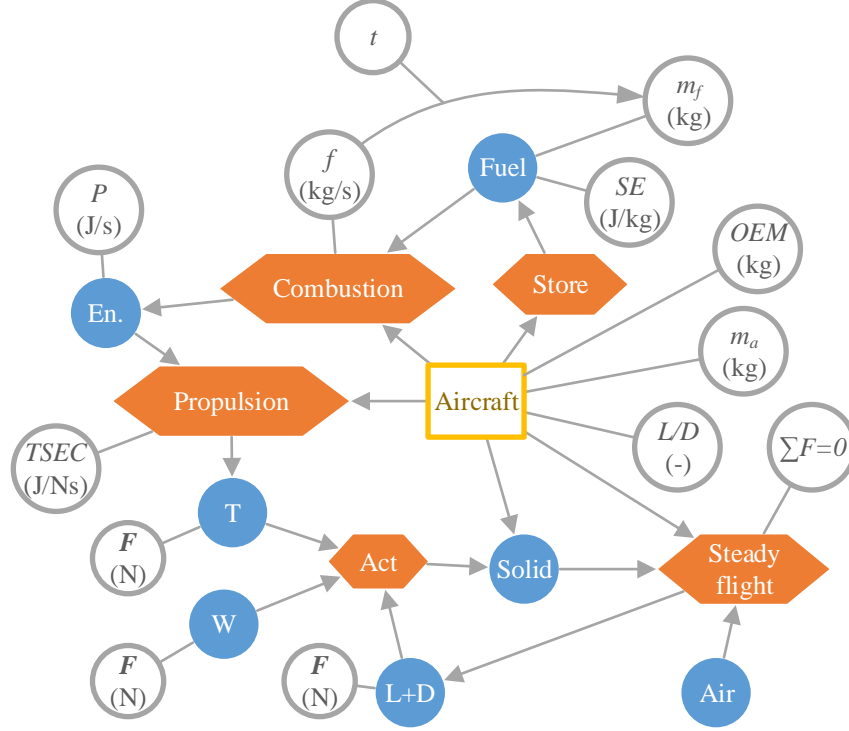 t
m_f
(kg)
f
(kg/s)
Fuel
P
(J/s)
SE
(J/kg)
OEM
(kg)
Combustion
Store
En.
m_a
(kg)
Propulsion
Aircraft
TSEC
(J/Ns)
L/D
(-)
∑F=0
T
F
(N)
Act
Solid
Steady
flight
W
F
(N)
F
(N)
L+D
Air